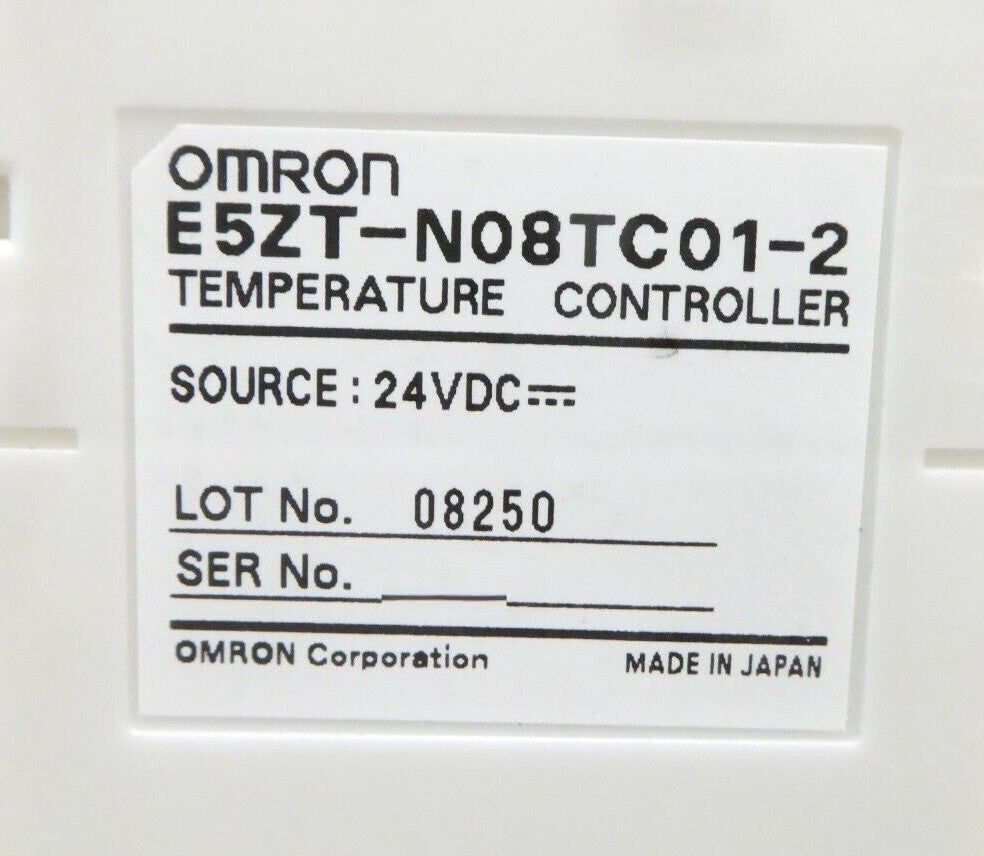 OMRON
E5ZT-N08TC01-2
TEMPERATURE CONTROLLER
SOURCE : 24VDC⎓
LOT No. 08250
SER No.
OMRON Corporation MADE IN JAPAN